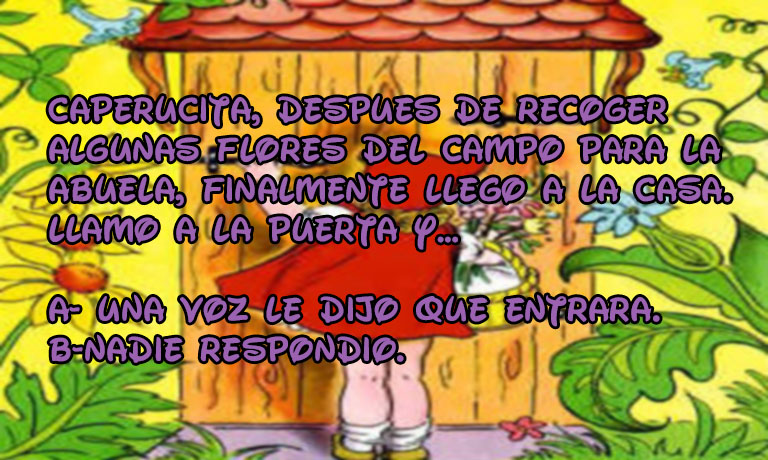 CAPERUCITA, DESPUES DE RECOGER
ALGUNAS FLORES DEL CAMPO PARA LA
ABUELA, FINALMENTE LLEGO A LA CASA.
LLAMO A LA PUERTA Y...
A- UNA VOZ LE DIJO QUE ENTRARA.
B-NADIE RESPONDIO.